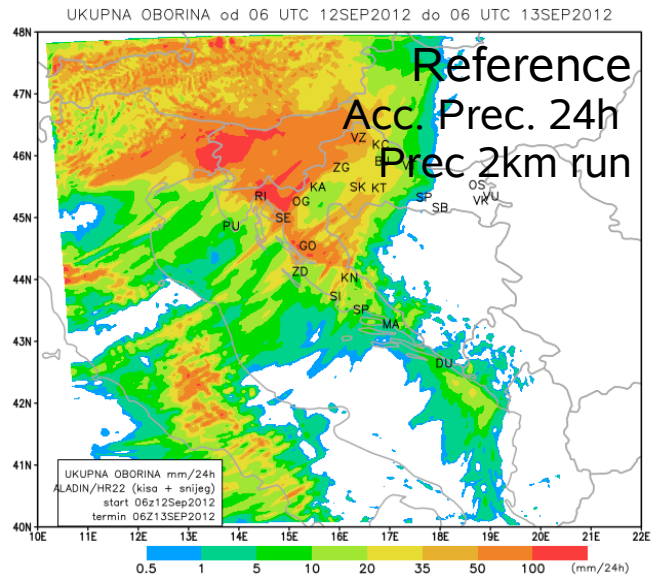 UKUPNA OBORINA od 06 UTC 12SEP2012 do 06 UTC 13SEP2012
48N
Reference
47N
Acc. Prec. 24h
VZ
KC
46N
ZG
Prec 2km run
KA
SK
KT
OS
RI
OG
SP
VK
VU
SB
45N
SE
PU
GO
ZD
KN
44N
SI
SP
MA
43N
DU
42N
41N
UKUPNA OBORINA mm/24h
ALADIN/HR22 (kisa + snijeg)
start 06z12Sep2012
termin 06Z13SEP2012
40N
10E 11E 12E 13E 14E 15E 16E 17E 18E 19E 20E 21E 22E
0.5 1 5 10 20 35 50 100 (mm/24h)